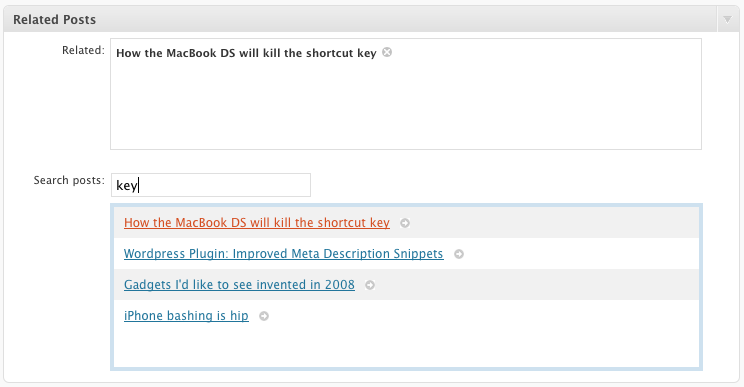 Related Posts
Related: How the MacBook DS will kill the shortcut key
Search posts: key
How the MacBook DS will kill the shortcut key
Wordpress Plugin: Improved Meta Description Snippets
Gadgets I'd like to see invented in 2008
iPhone bashing is hip